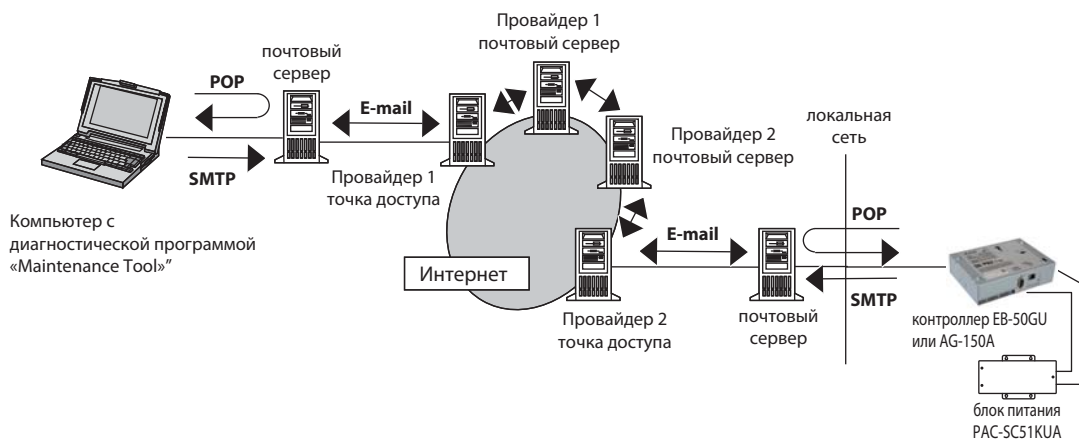 Провайдер 1
почтовый сервер
почтовый
сервер
POP
E-mail
SMTP
Провайдер 1
точка доступа
Компьютер с
диагностической программой
«Maintenance Tool»”
Провайдер 2
почтовый сервер
локальная
сеть
Интернет
E-mail
POP
SMTP
Провайдер 2
точка доступа
почтовый
сервер
контроллер EB-50GU
или AG-150A
блок питания
PAC-SC51KUA